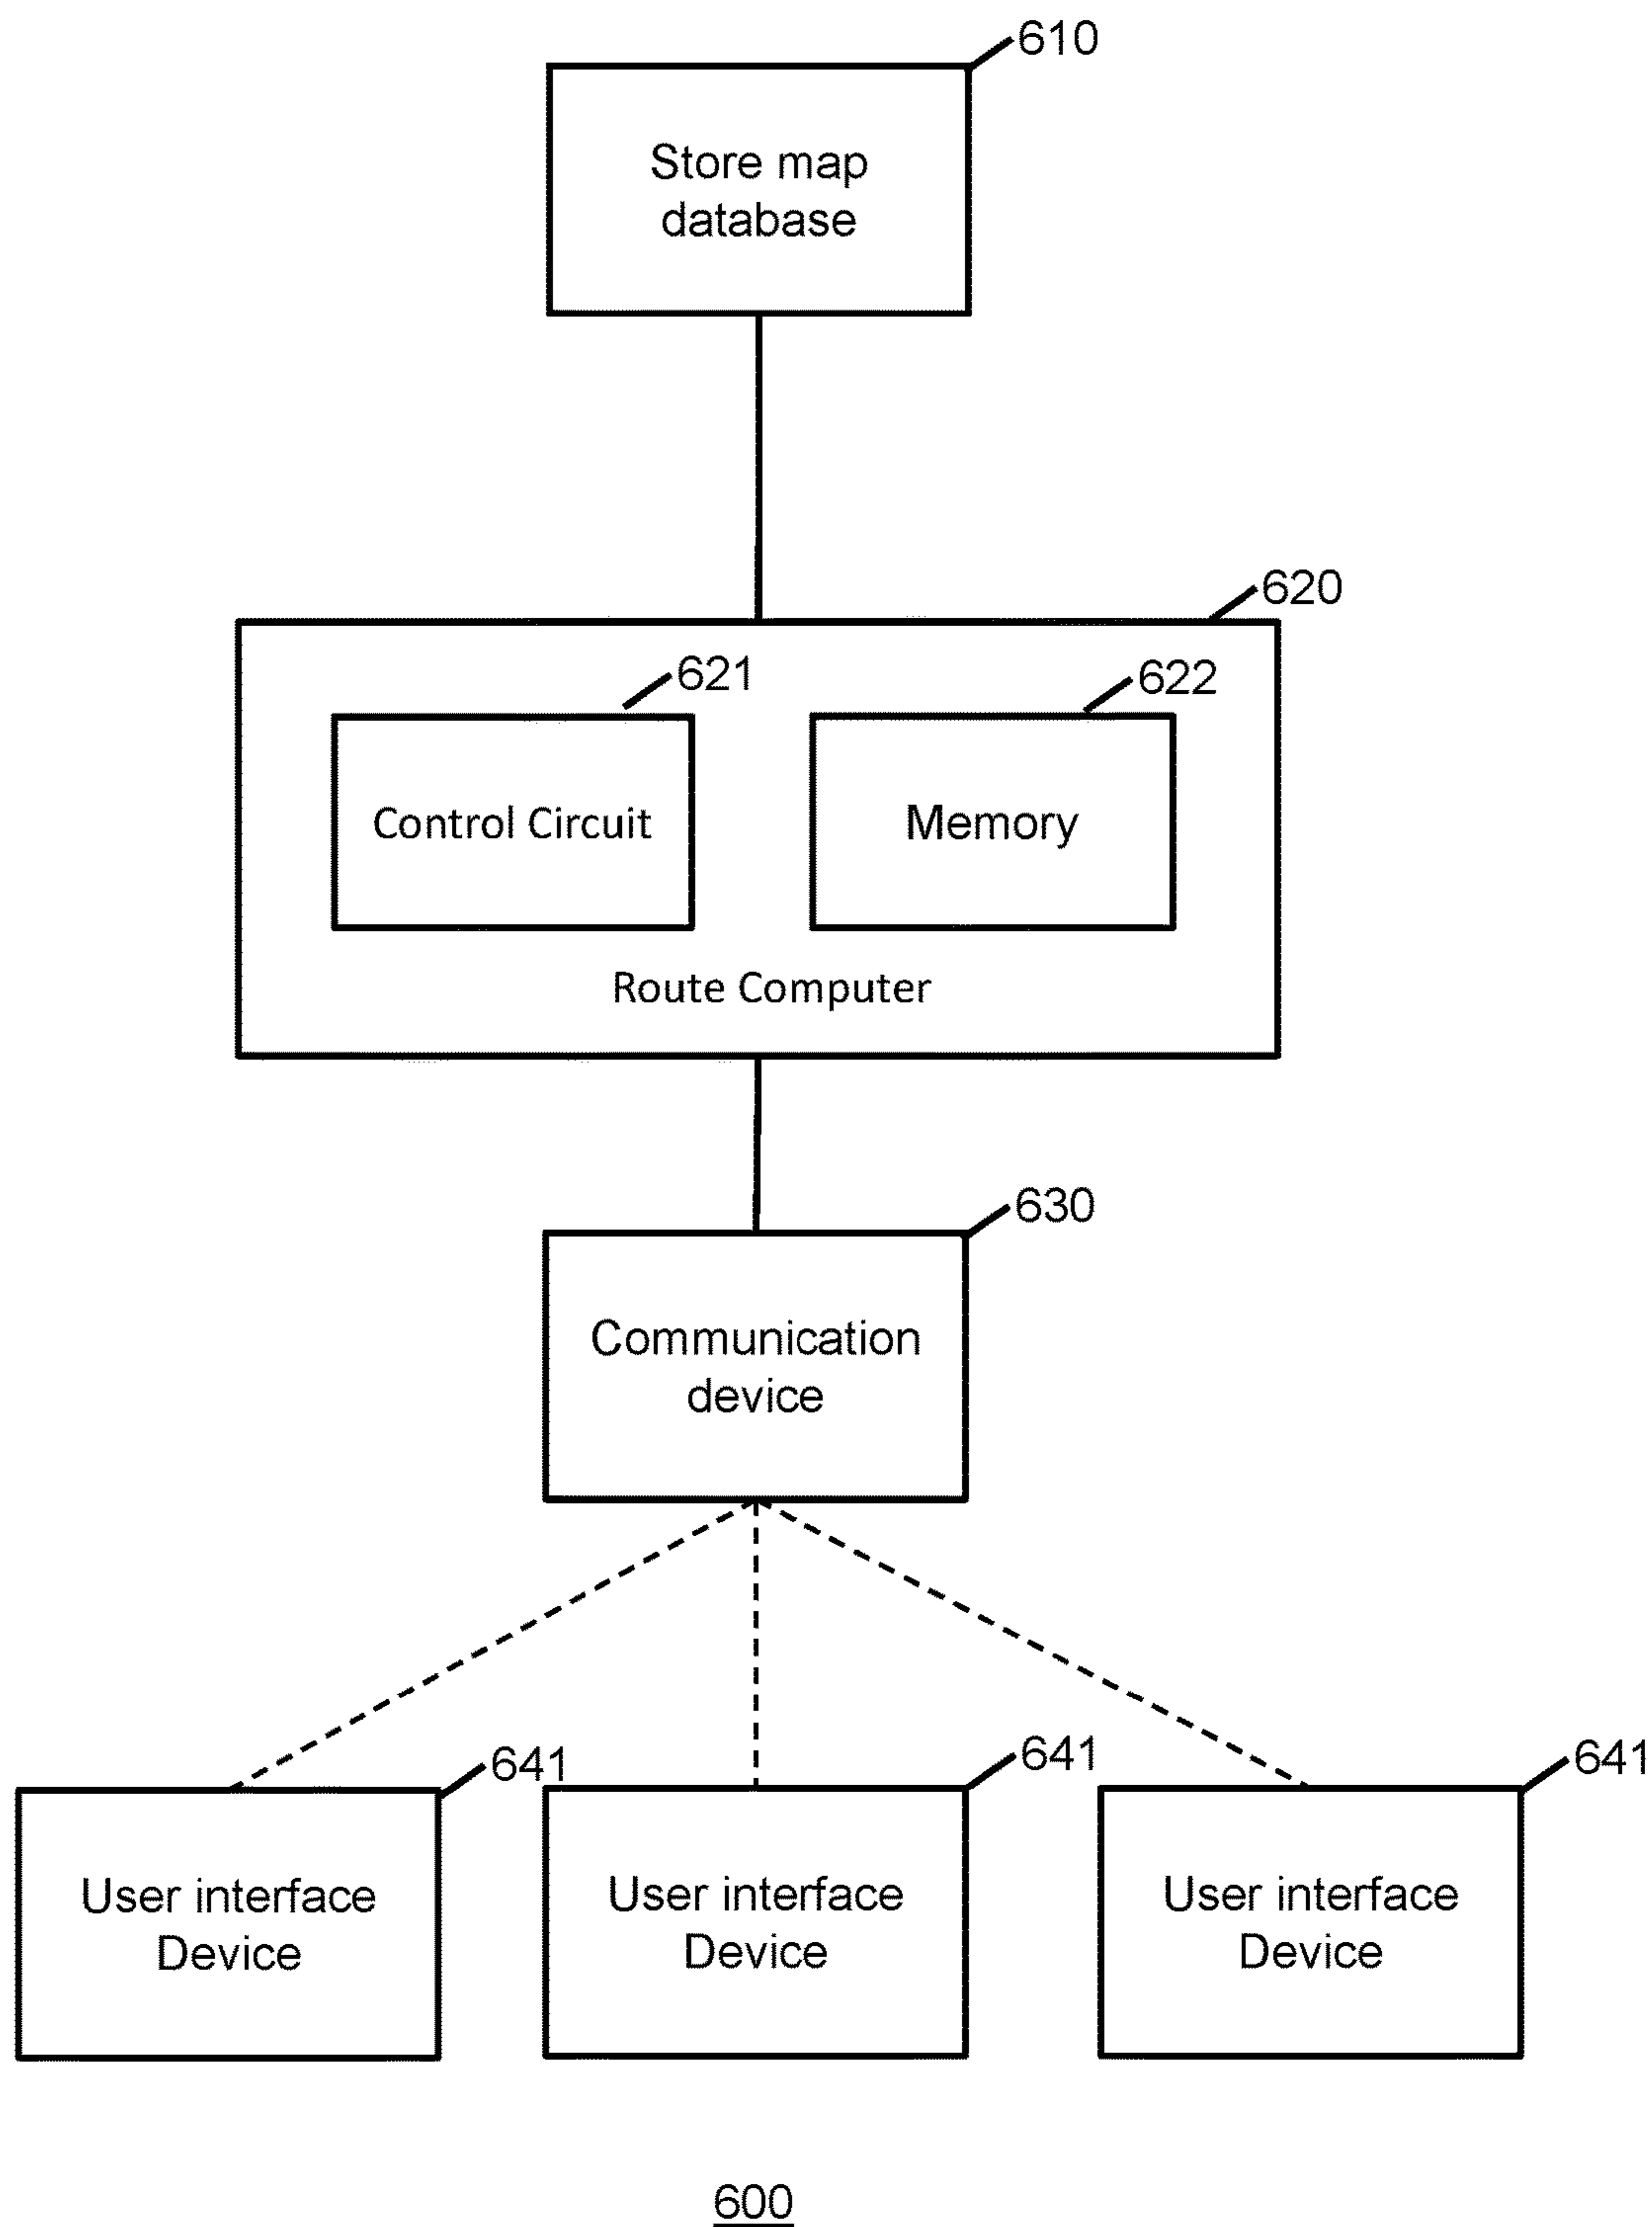 610
Store map
database
620
621
622
Control Circuit
Memory
Route Computer
630
Communication
device
641
641
641
User interface
Device
User interface
Device
User interface
Device
600